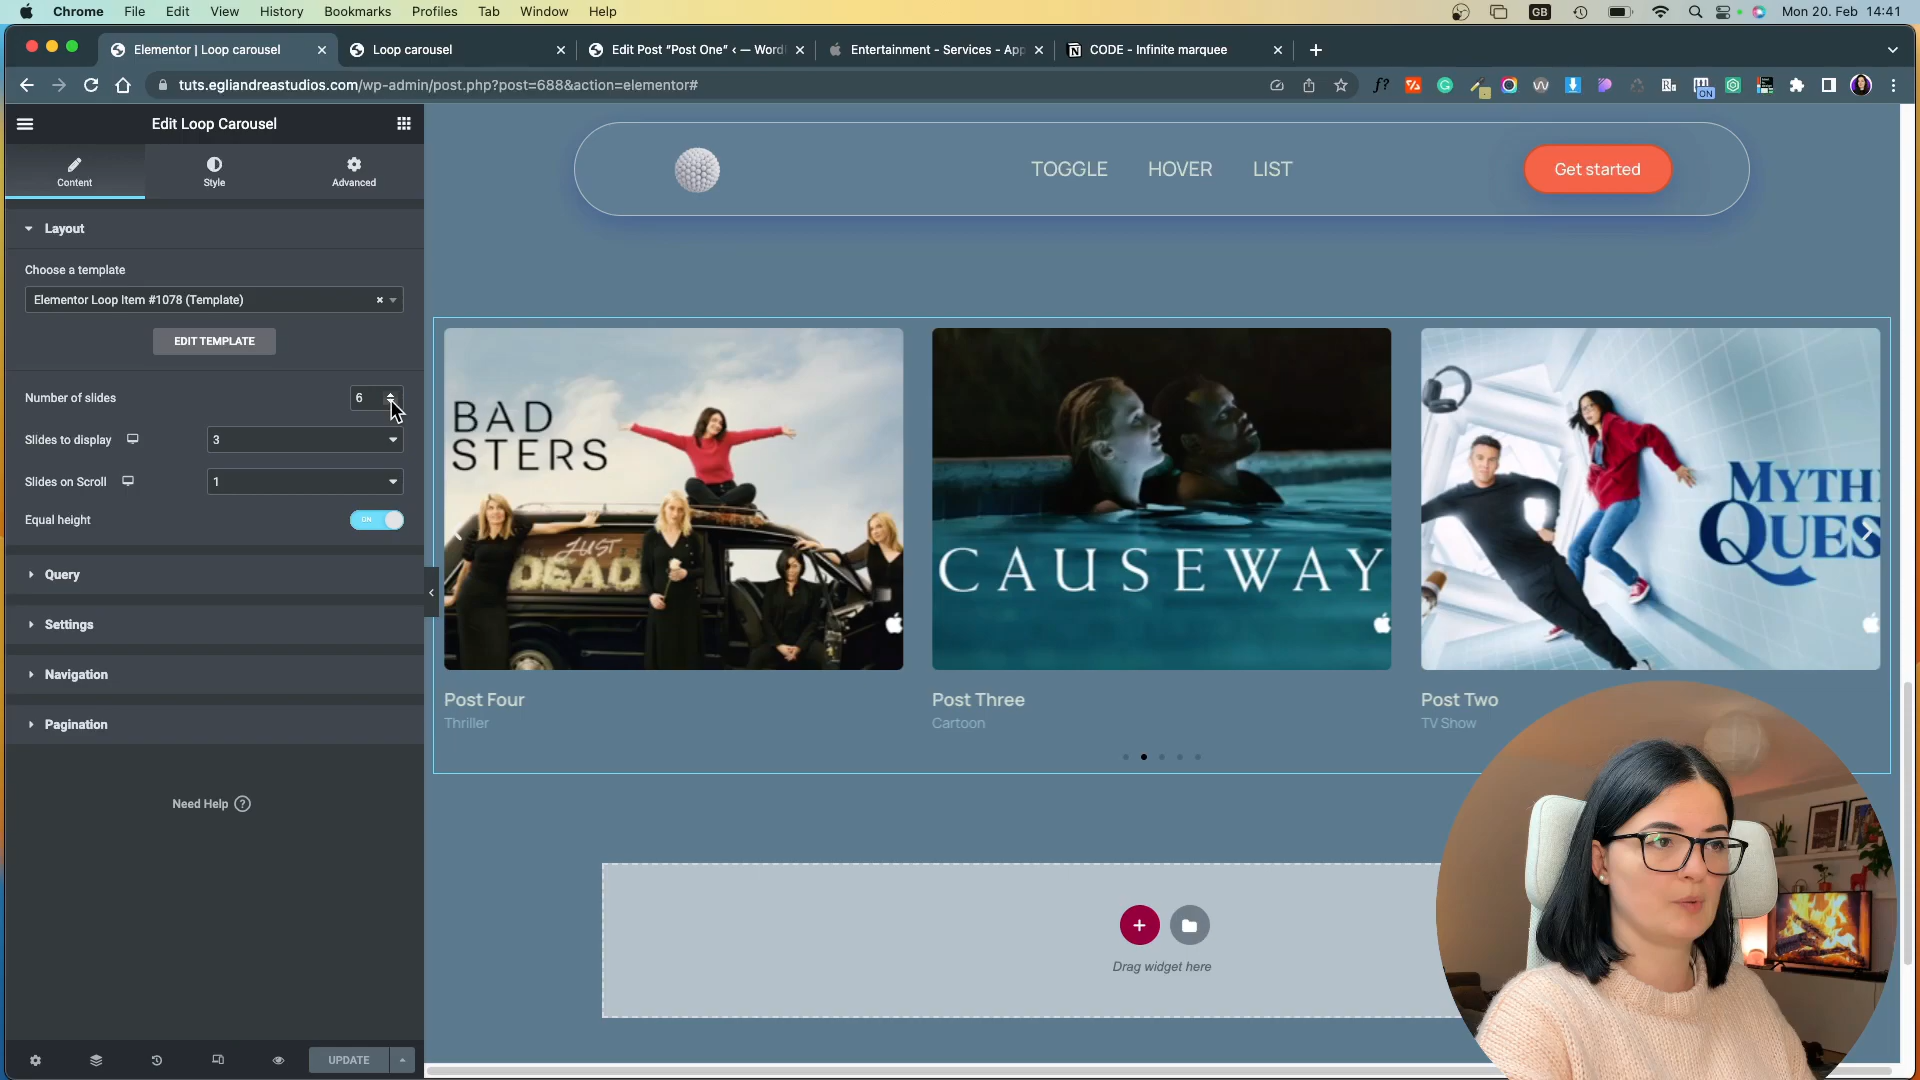 Chrome File Edit View History Bookmarks Profiles Tab Window Help
GB
Mon 20. Feb 14:41
Elementor | Loop carousel
Loop carousel
Edit Post “Post One” ‹ — Word
Entertainment - Services - App
CODE - Infinite marquee
tuts.egliandreastudios.com/wp-admin/post.php?post=688&action=elementor#
ON
Edit Loop Carousel
Content
Style
Advanced
Layout
Choose a template
Elementor Loop Item #1078 (Template)
EDIT TEMPLATE
Number of slides
6
Slides to display
3
Slides on Scroll
1
Equal height
ON
Query
Settings
Navigation
Pagination
Need Help
UPDATE
TOGGLE
HOVER
LIST
Get started
BAD
STERS
JUST
DEAD
Post Four
Thriller
CAUSEWAY
Post Three
Cartoon
MYTHI
QUES
Post Two
TV Show
Drag widget here